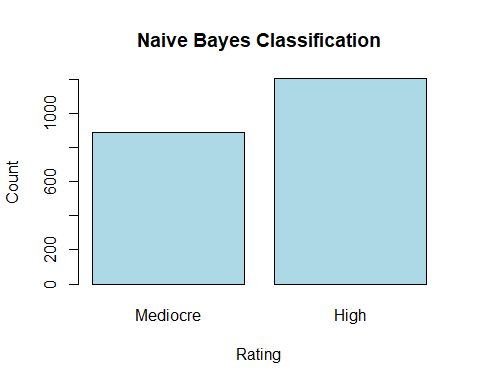 Naive Bayes Classification
Count
1000
600
200
0
Mediocre
High
Rating